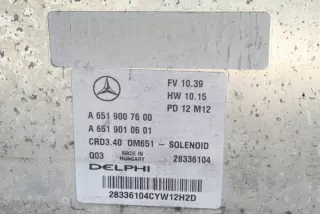 FV 10.39
HW 10.15
PD 12 M12
A 651 900 76 00
A 651 901 06 01
CRD3.40 OM651 - SOLENOID
Q03 MADE IN HUNGARY 28336104
DELPHI
28336104CYW12H2D